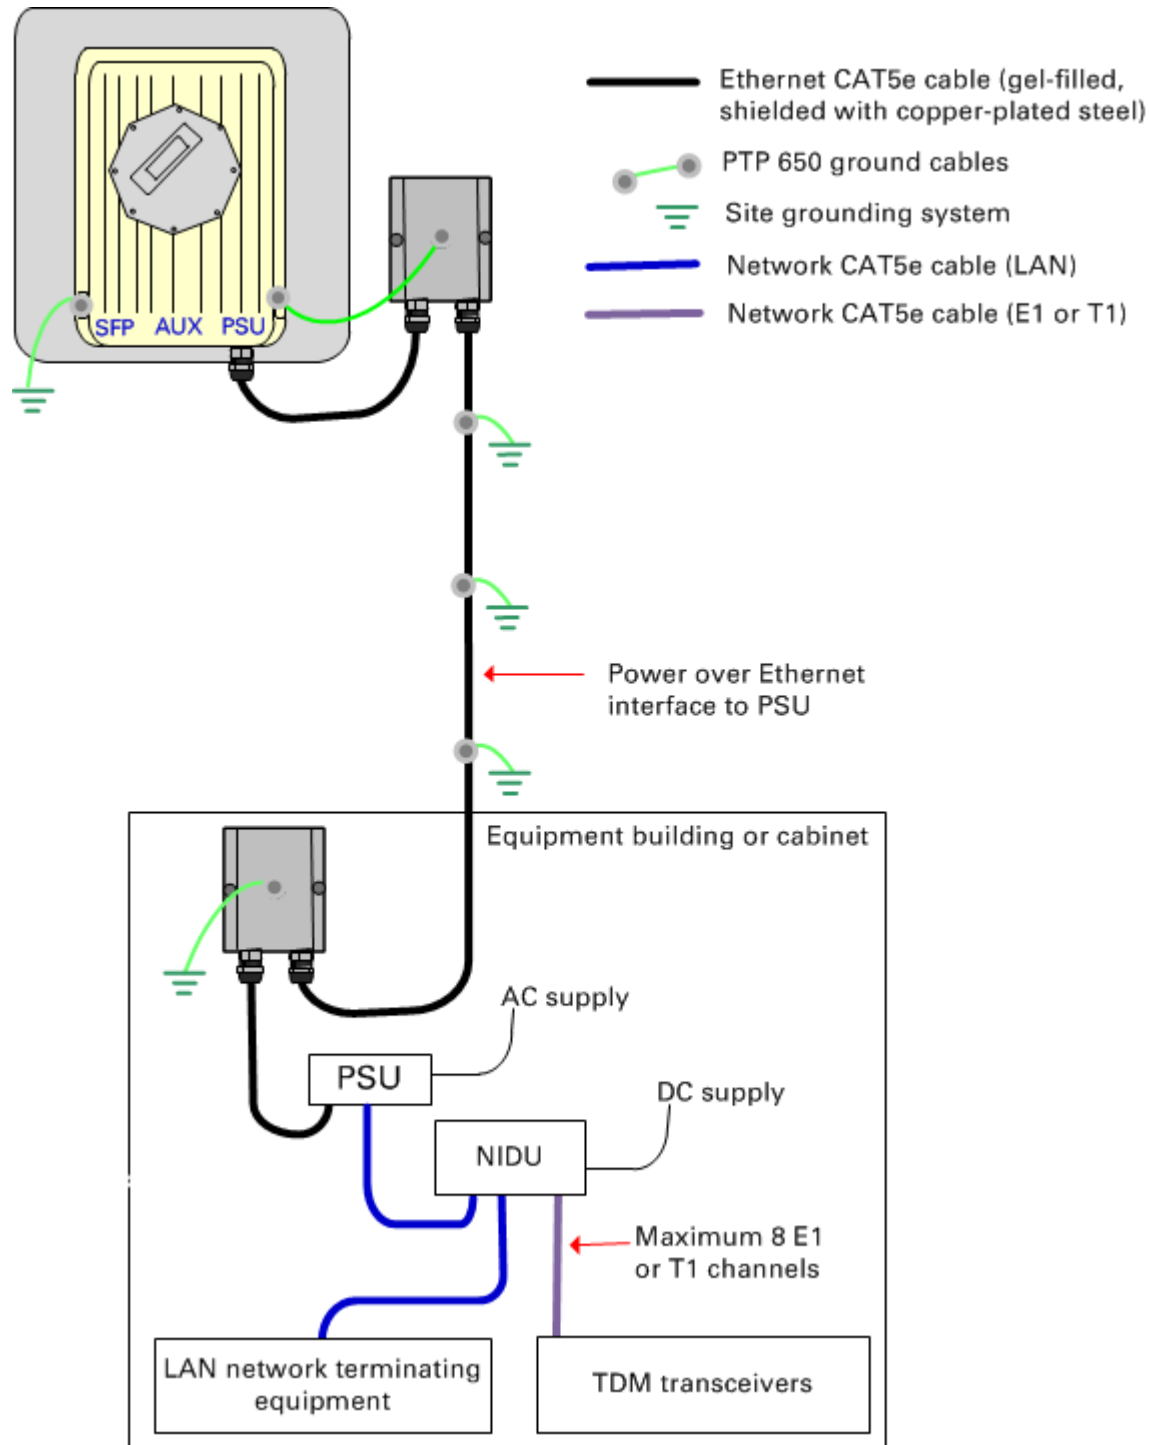 Ethernet CAT5e cable (gel-filled,
shielded with copper-plated steel)
PTP 650 ground cables
Site grounding system
Network CAT5e cable (LAN)
Network CAT5e cable (E1 or T1)
SFP AUX PSU
Power over Ethernet
interface to PSU
Equipment building or cabinet
AC supply
PSU
DC supply
NIDU
Maximum 8 E1
or T1 channels
LAN network terminating
equipment
TDM transceivers